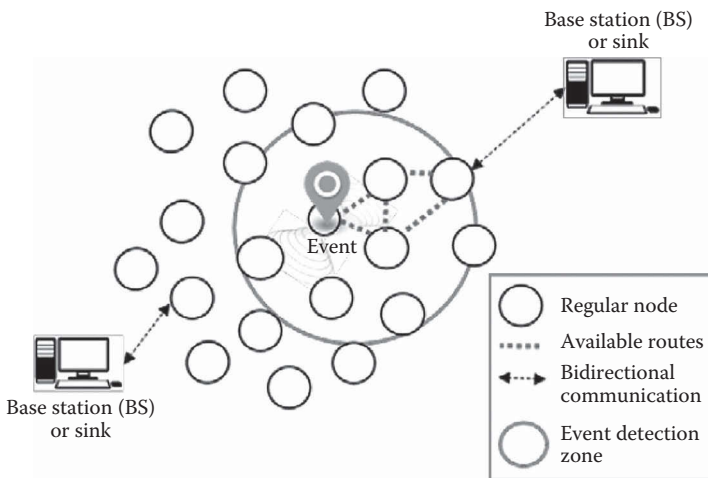 Base station (BS)
or sink
Event
Regular node
Available routes
Bidirectional
communication
Event detection
zone
Base station (BS)
or sink